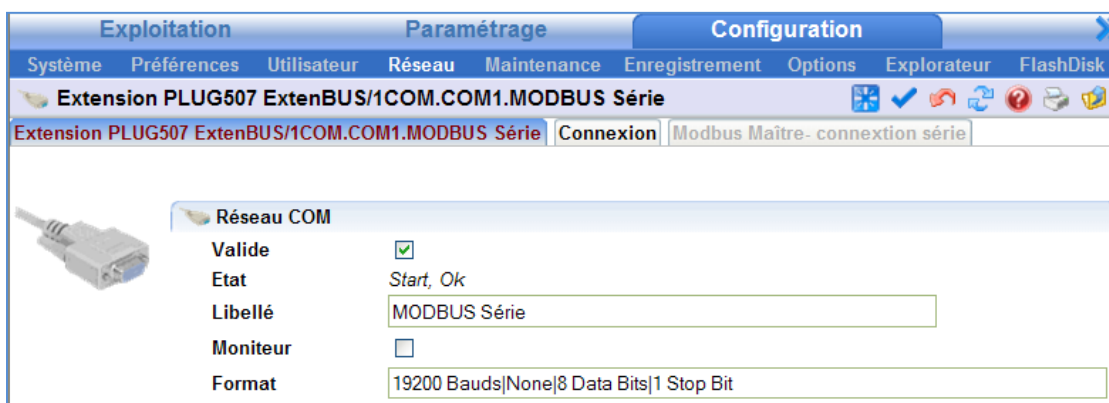 Exploitation Paramétrage Configuration
Système Préférences Utilisateur Réseau Maintenance Enregistrement Options Explorateur FlashDisk
Extension PLUG507 ExtenBUS/1COM.COM1.MODBUS Série
Extension PLUG507 ExtenBUS/1COM.COM1.MODBUS Série Connexion Modbus Maître- connextion série
Réseau COM
Valide
Etat Start, Ok
Libellé MODBUS Série
Moniteur
Format 19200 Bauds|None|8 Data Bits|1 Stop Bit